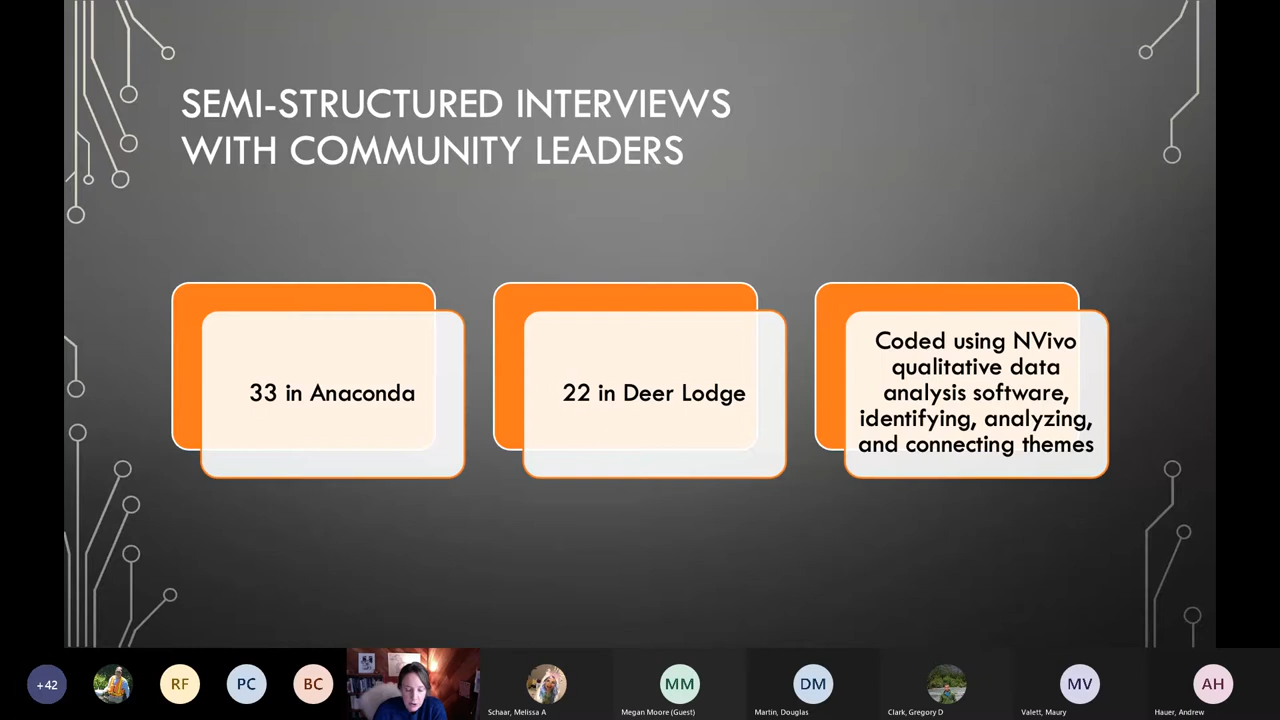 SEMI-STRUCTURED INTERVIEWS
WITH COMMUNITY LEADERS
33 in Anaconda
22 in Deer Lodge
Coded using NVivo
qualitative data
analysis software,
identifying, analyzing,
and connecting themes
+42
RF
PC
BC
Schaar, Melissa A
MM
Megan Moore (Guest)
DM
Martin, Douglas
Clark, Gregory D
MV
Valett, Maury
AH
Hauer, Andrew